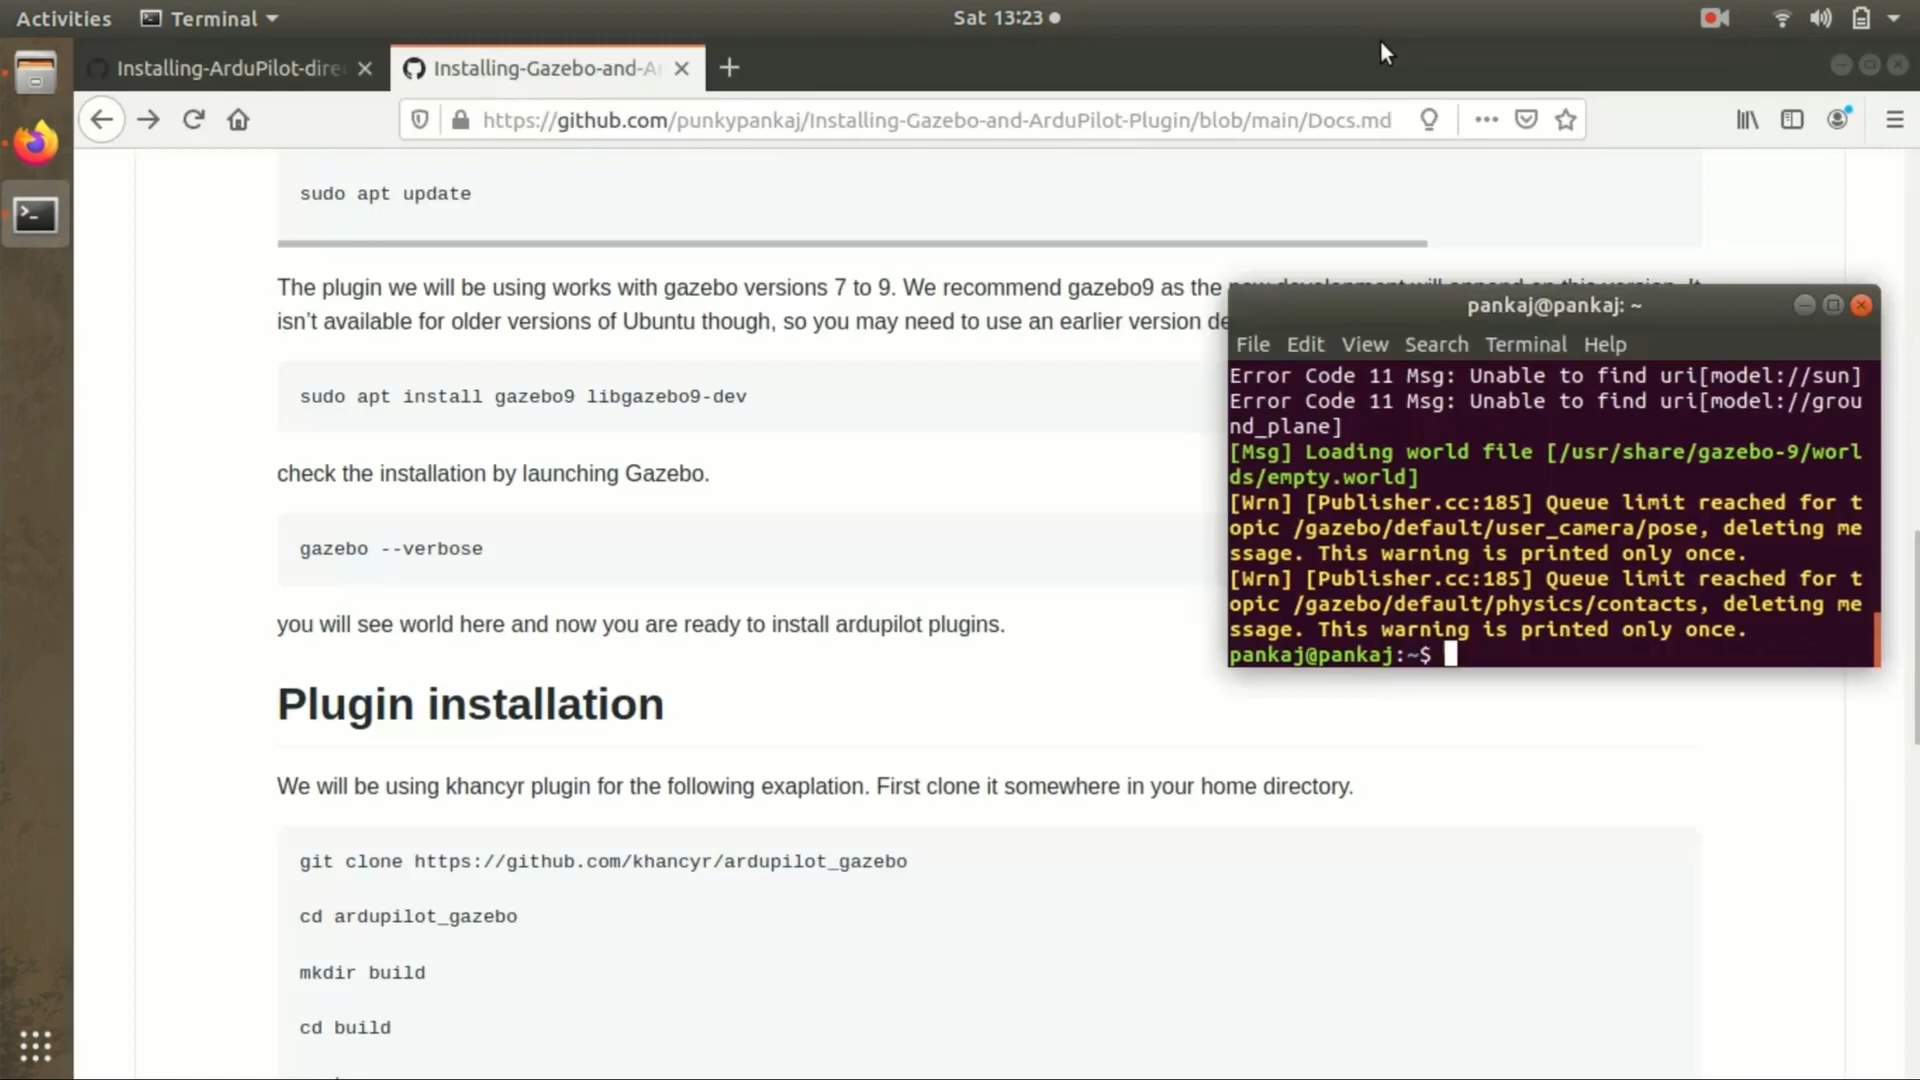 Activities
Terminal
Sat 13:23
Installing-ArduPilot-dire
Installing-Gazebo-and-A
https://github.com/punkypankaj/Installing-Gazebo-and-ArduPilot-Plugin/blob/main/Docs.md
sudo apt update
The plugin we will be using works with gazebo versions 7 to 9. We recommend gazebo9 as the
isn't available for older versions of Ubuntu though, so you may need to use an earlier version de
sudo apt install gazebo9 libgazebo9-dev
check the installation by launching Gazebo.
gazebo --verbose
you will see world here and now you are ready to install ardupilot plugins.
Plugin installation
We will be using khancyr plugin for the following exaplation. First clone it somewhere in your home directory.
git clone https://github.com/khancyr/ardupilot_gazebo
cd ardupilot_gazebo
mkdir build
cd build
pankaj@pankaj: ~
File Edit View Search Terminal Help
Error Code 11 Msg: Unable to find uri[model://sun]
Error Code 11 Msg: Unable to find uri[model://grou
nd_plane]
[Msg] Loading world file [/usr/share/gazebo-9/worl
ds/empty.world]
[Wrn] [Publisher.cc:185] Queue limit reached for t
opic /gazebo/default/user_camera/pose, deleting me
ssage. This warning is printed only once.
[Wrn] [Publisher.cc:185] Queue limit reached for t
opic /gazebo/default/physics/contacts, deleting me
ssage. This warning is printed only once.
pankaj@pankaj:~$